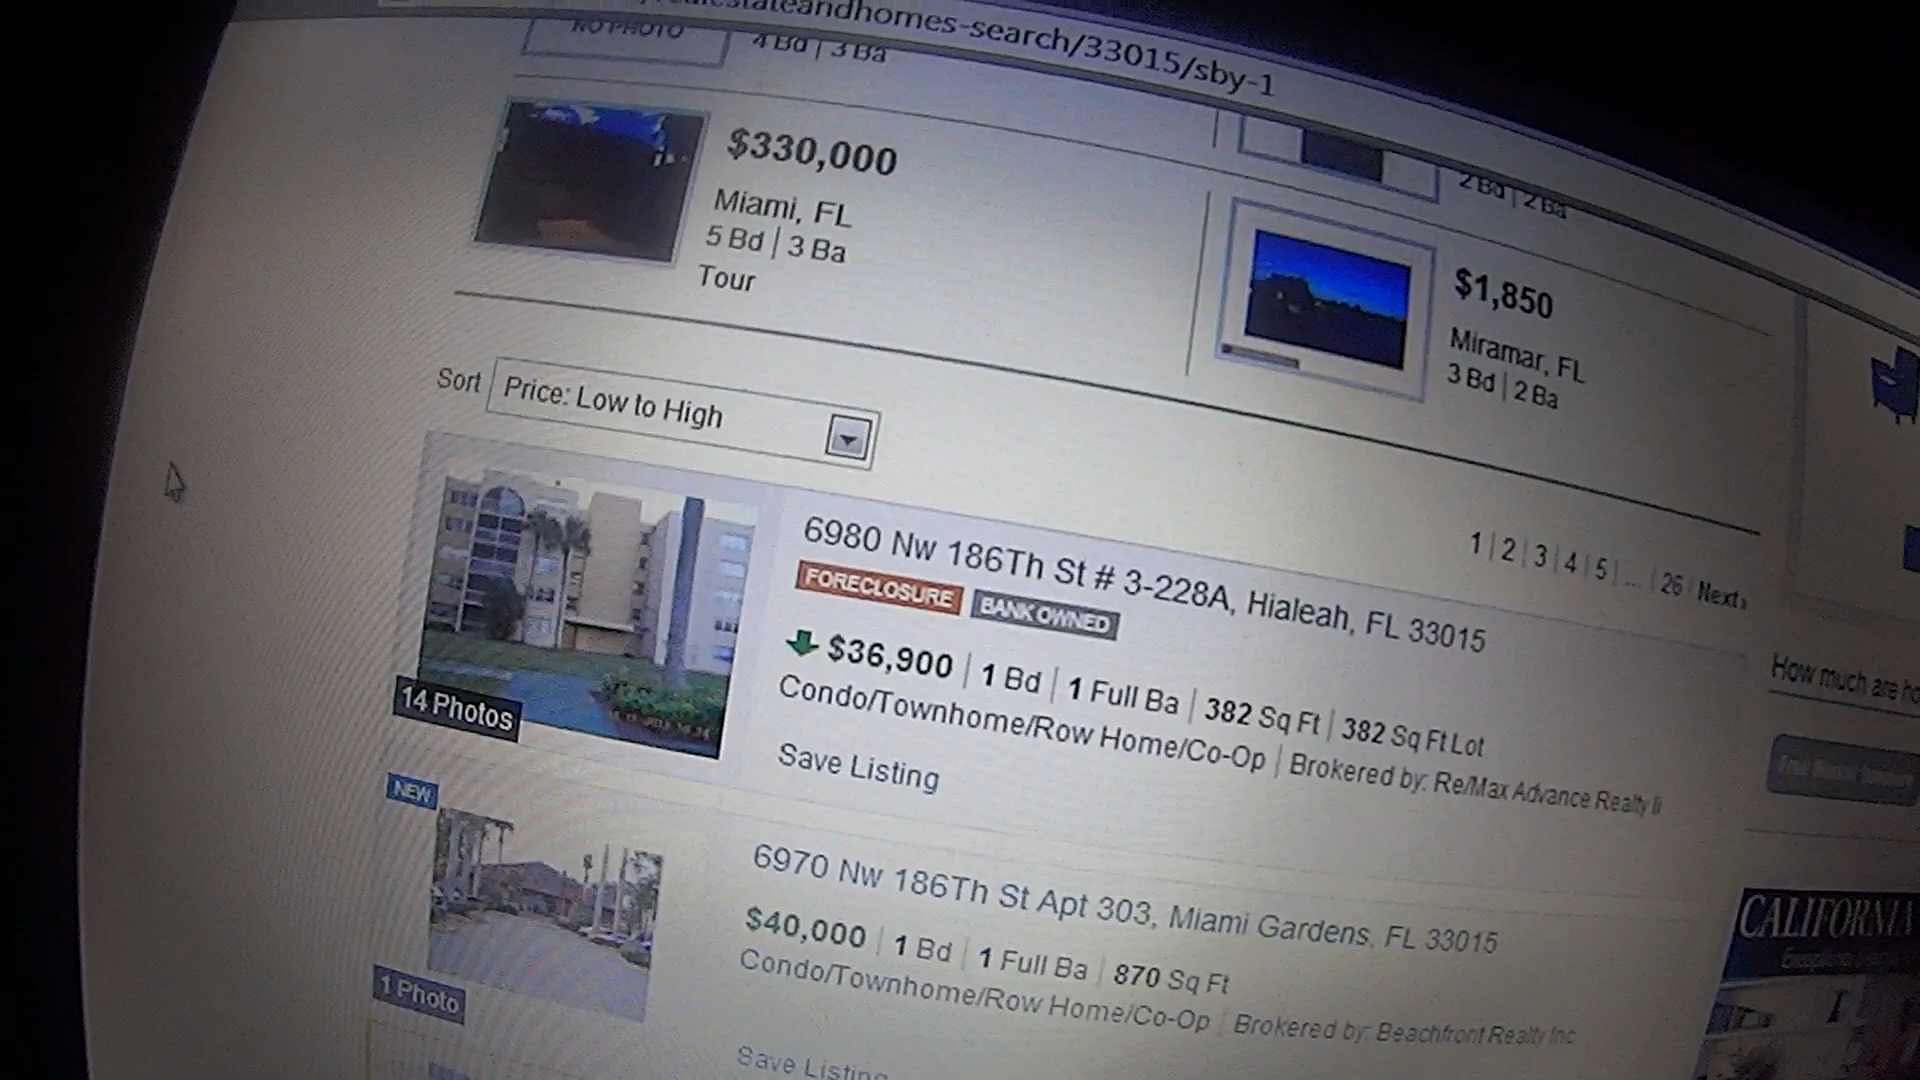 realestateandhomes-search/33015/sby-1
NO PHOTO
4 Bd | 3 Ba
$330,000
Miami, FL
5 Bd | 3 Ba
Tour
2 Bd | 2 Ba
$1,850
Miramar, FL
3 Bd | 2 Ba
Sort Price: Low to High
1 | 2 | 3 | 4 | 5 | ... | 26 | Next
6980 Nw 186Th St # 3-228A, Hialeah, FL 33015
FORECLOSURE BANK OWNED
$36,900 | 1 Bd | 1 Full Ba | 382 Sq Ft | 382 Sq Ft Lot
Condo/Townhome/Row Home/Co-Op | Brokered by: Re/Max Advance Realty
Save Listing
14 Photos
NEW
6970 Nw 186Th St Apt 303, Miami Gardens, FL 33015
$40,000 | 1 Bd | 1 Full Ba | 870 Sq Ft
Condo/Townhome/Row Home/Co-Op | Brokered by: Beachfront Realty Inc
1 Photo
Save Listing
How much are
CALIFORNIA